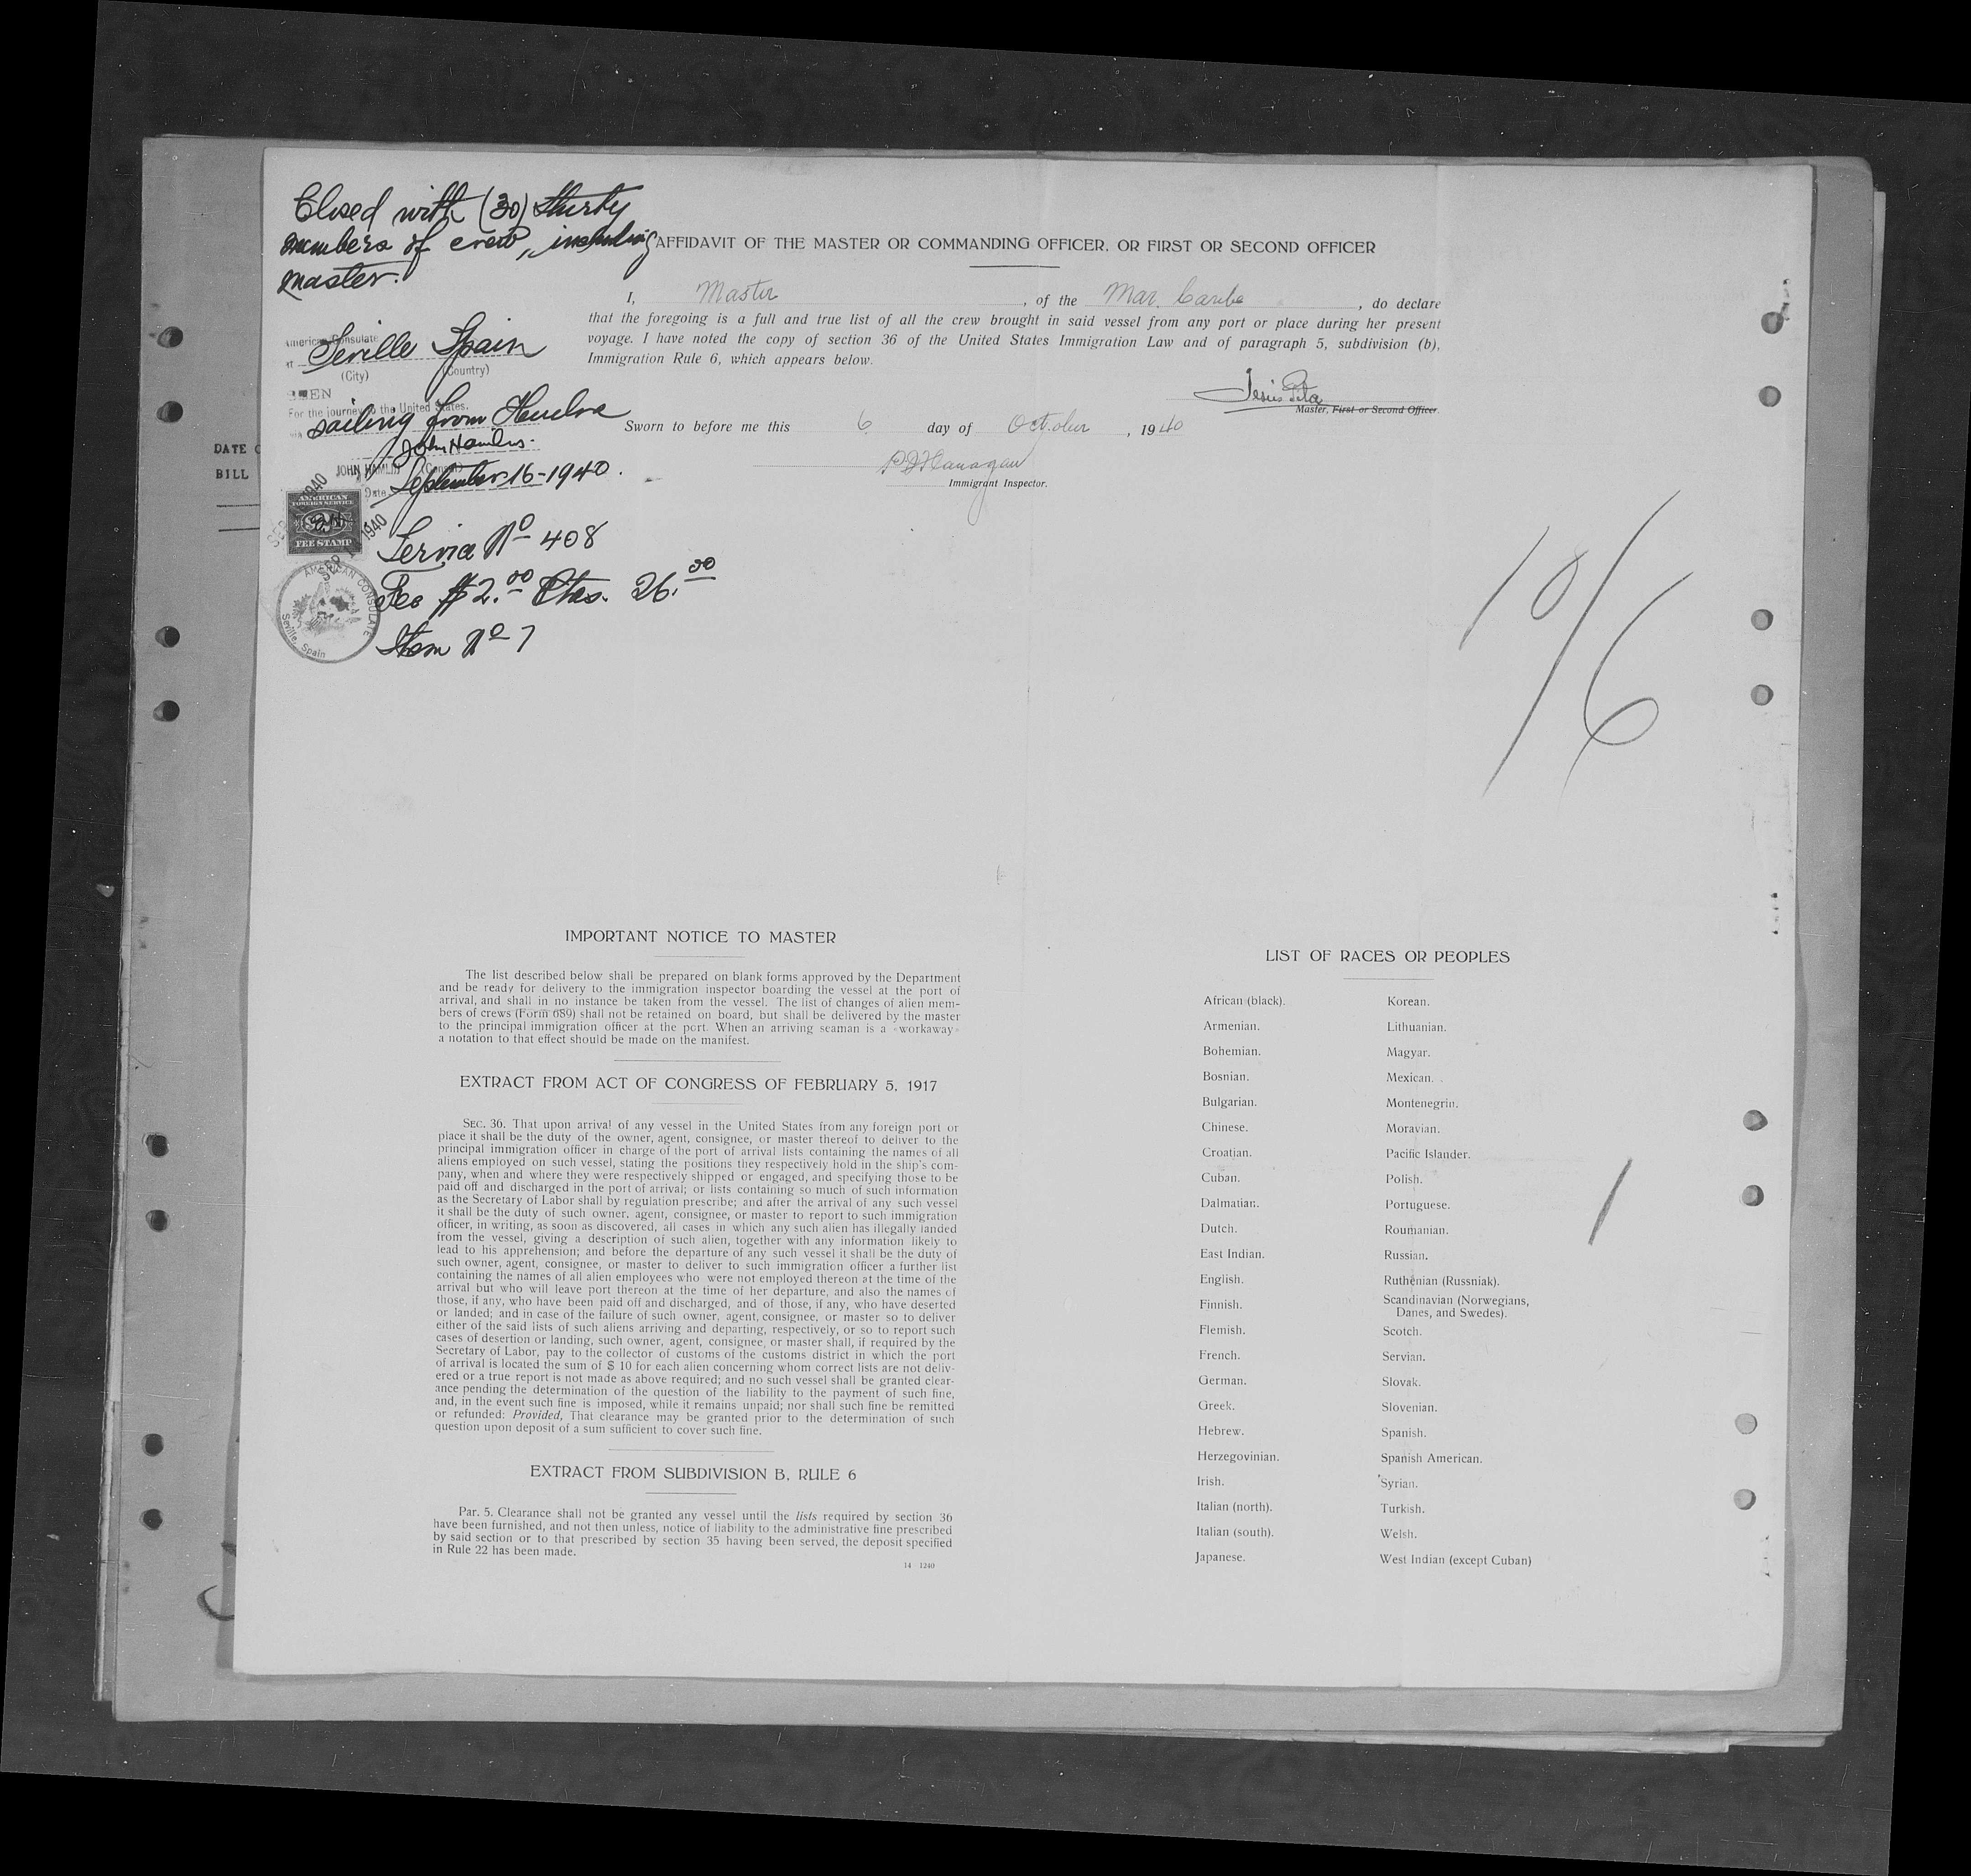 Closed with (30) thirty
members of crew, including
master.
AFFIDAVIT OF THE MASTER OR COMMANDING OFFICER, OR FIRST OR SECOND OFFICER
I, Master, of the Mar. Caribe, do declare
that the foregoing is a full and true list of all the crew brought in said vessel from any port or place during her present
voyage. I have noted the copy of section 36 of the United States Immigration Law and of paragraph 5, subdivision (b),
Immigration Rule 6, which appears below.
Jesús
Master, First or Second Officer.
Sworn to before me this 6 day of October, 1940
Immigrant Inspector.
American Consulate
Seville Spain
(City) (Country)
For the journey to the United States.
via sailing from Huelva
John Hamlin
JOHN HAMLIN (Consul)
Date September 16-1940.
DATE
BILL
SEP 1940
AMERICAN
FOREIGN SERVICE
FEE STAMP
SEP 1940
AMERICAN CONSULATE
Seville, Spain
Service Nº 408
Fee $2.00 Ptas. 26.
Item Nº 7
10/6
IMPORTANT NOTICE TO MASTER
The list described below shall be prepared on blank forms approved by the Department
and be ready for delivery to the immigration inspector boarding the vessel at the port of
arrival, and shall in no instance be taken from the vessel. The list of changes of alien mem-
bers of crews (Form 689) shall not be retained on board, but shall be delivered by the master
to the principal immigration officer at the port. When an arriving seaman is a «workaway»
a notation to that effect should be made on the manifest.
EXTRACT FROM ACT OF CONGRESS OF FEBRUARY 5, 1917
SEC. 36. That upon arrival of any vessel in the United States from any foreign port or
place it shall be the duty of the owner, agent, consignee, or master thereof to deliver to the
principal immigration officer in charge of the port of arrival lists containing the names of all
aliens employed on such vessel, stating the positions they respectively hold in the ship's com-
pany, when and where they were respectively shipped or engaged, and specifying those to be
paid off and discharged in the port of arrival; or lists containing so much of such information
as the Secretary of Labor shall by regulation prescribe; and after the arrival of any such vessel
it shall be the duty of such owner, agent, consignee, or master to report to such immigration
officer, in writing, as soon as discovered, all cases in which any such alien has illegally landed
from the vessel, giving a description of such alien, together with any information likely to
lead to his apprehension; and before the departure of any such vessel it shall be the duty of
such owner, agent, consignee, or master to deliver to such immigration officer a further list
containing the names of all alien employees who were not employed thereon at the time of the
arrival but who will leave port thereon at the time of her departure, and also the names of
those, if any, who have been paid off and discharged, and of those, if any, who have deserted
or landed; and in case of the failure of such owner, agent, consignee, or master so to deliver
either of the said lists of such aliens arriving and departing, respectively, or so to report such
cases of desertion or landing, such owner, agent, consignee, or master shall, if required by the
Secretary of Labor, pay to the collector of customs of the customs district in which the port
of arrival is located the sum of $ 10 for each alien concerning whom correct lists are not deliv-
ered or a true report is not made as above required; and no such vessel shall be granted clear-
ance pending the determination of the question of the liability to the payment of such fine,
and, in the event such fine is imposed, while it remains unpaid; nor shall such fine be remitted
or refunded: Provided, That clearance may be granted prior to the determination of such
question upon deposit of a sum sufficient to cover such fine.
EXTRACT FROM SUBDIVISION B, RULE 6
Par. 5. Clearance shall not be granted any vessel until the lists required by section 36
have been furnished, and not then unless, notice of liability to the administrative fine prescribed
by said section or to that prescribed by section 35 having been served, the deposit specified
in Rule 22 has been made.
14 1240
LIST OF RACES OR PEOPLES
African (black). Korean.
Armenian. Lithuanian.
Bohemian. Magyar.
Bosnian. Mexican.
Bulgarian. Montenegrin.
Chinese. Moravian.
Croatian. Pacific Islander.
Cuban. Polish.
Dalmatian. Portuguese.
Dutch. Roumanian.
East Indian. Russian.
English. Ruthenian (Russniak).
Finnish. Scandinavian (Norwegians,
Danes, and Swedes).
Flemish. Scotch.
French. Servian.
German. Slovak.
Greek. Slovenian.
Hebrew. Spanish.
Herzegovinian. Spanish American.
Irish. Syrian.
Italian (north). Turkish.
Italian (south). Welsh.
Japanese. West Indian (except Cuban)